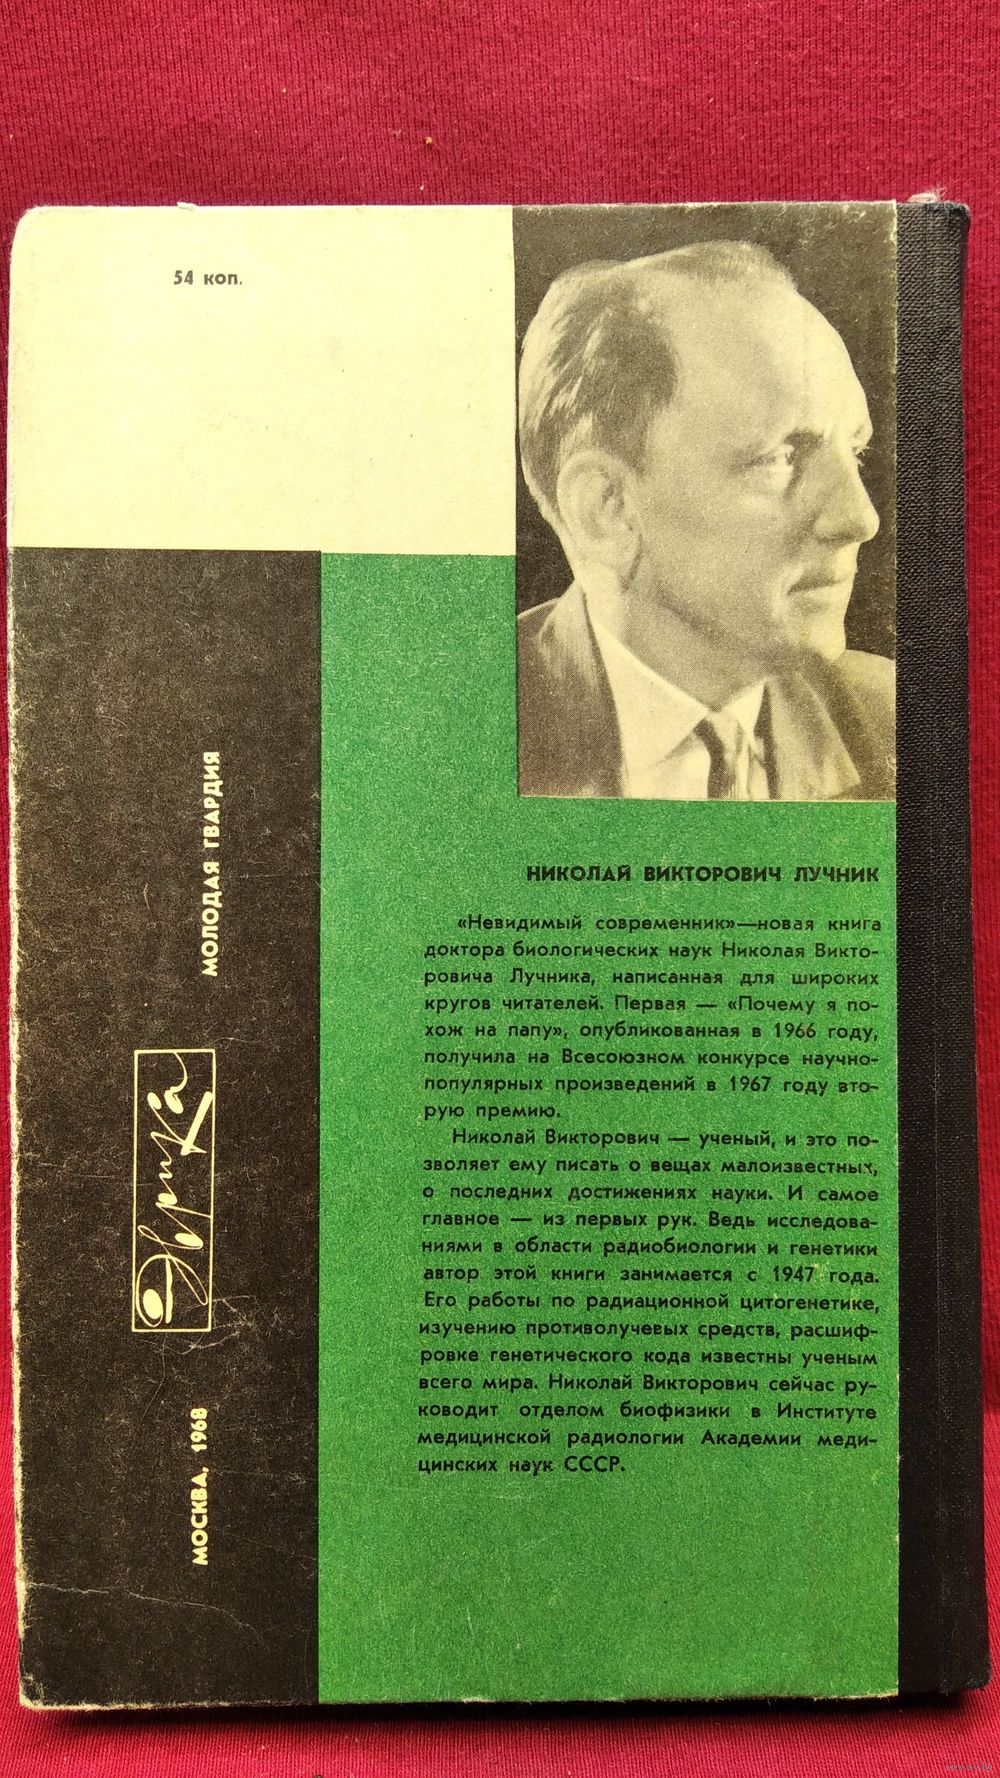 54 коп.
НИКОЛАЙ ВИКТОРОВИЧ ЛУЧНИК
«Невидимый современник»—новая книга
доктора биологических наук Николая Викто-
ровича Лучника, написанная для широких
кругов читателей. Первая — «Почему я по-
хож на папу», опубликованная в 1966 году,
получила на Всесоюзном конкурсе научно-
популярных произведений в 1967 году вто-
рую премию.
Николай Викторович — ученый, и это по-
зволяет ему писать о вещах малоизвестных,
о последних достижениях науки. И самое
главное — из первых рук. Ведь исследова-
ниями в области радиобиологии и генетики
автор этой книги занимается с 1947 года.
Его работы по радиационной цитогенетике,
изучению противолучевых средств, расшиф-
ровке генетического кода известны ученым
всего мира. Николай Викторович сейчас ру-
ководит отделом биофизики в Институте
медицинской радиологии Академии меди-
цинских наук СССР.
МОСКВА, 1968
Эврика
МОЛОДАЯ ГВАРДИЯ